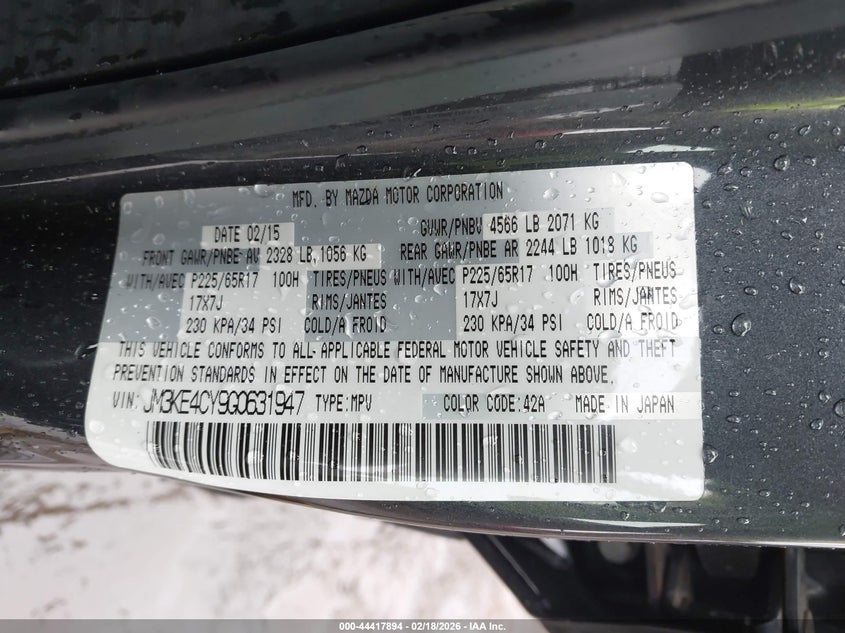 MFD. BY MAZDA MOTOR CORPORATION
DATE 02/15 GVWR/PNBV 4566 LB 2071 KG
FRONT GAWR/PNBE AV 2328 LB, 1056 KG REAR GAWR/PNBE AR 2244 LB 1018 KG
WITH/AVEC P225/65R17 100H TIRES/PNEUS WITH/AVEC P225/65R17 100H TIRES/PNEUS
17X7J RIMS/JANTES 17X7J RIMS/JANTES
230 KPA/34 PSI COLD/A FROID 230 KPA/34 PSI COLD/A FROID
THIS VEHICLE CONFORMS TO ALL APPLICABLE FEDERAL MOTOR VEHICLE SAFETY AND THEFT
PREVENTION STANDARDS IN EFFECT ON THE DATE OF MANUFACTURE SHOWN ABOVE.
VIN: JM3KE4CY9G0631947 TYPE:MPV COLOR CODE:42A MADE IN JAPAN
000-44417894 - 02/18/2026 - IAA Inc.